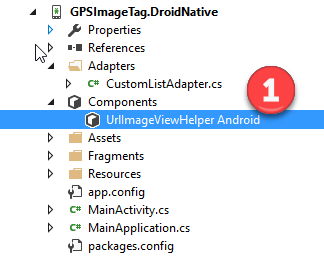 GPSImageTag.DroidNative
Properties
References
Adapters
C# CustomListAdapter.cs
Components
UrlImageViewHelper Android
1
Assets
Fragments
Resources
app.config
C# MainActivity.cs
C# MainApplication.cs
packages.config